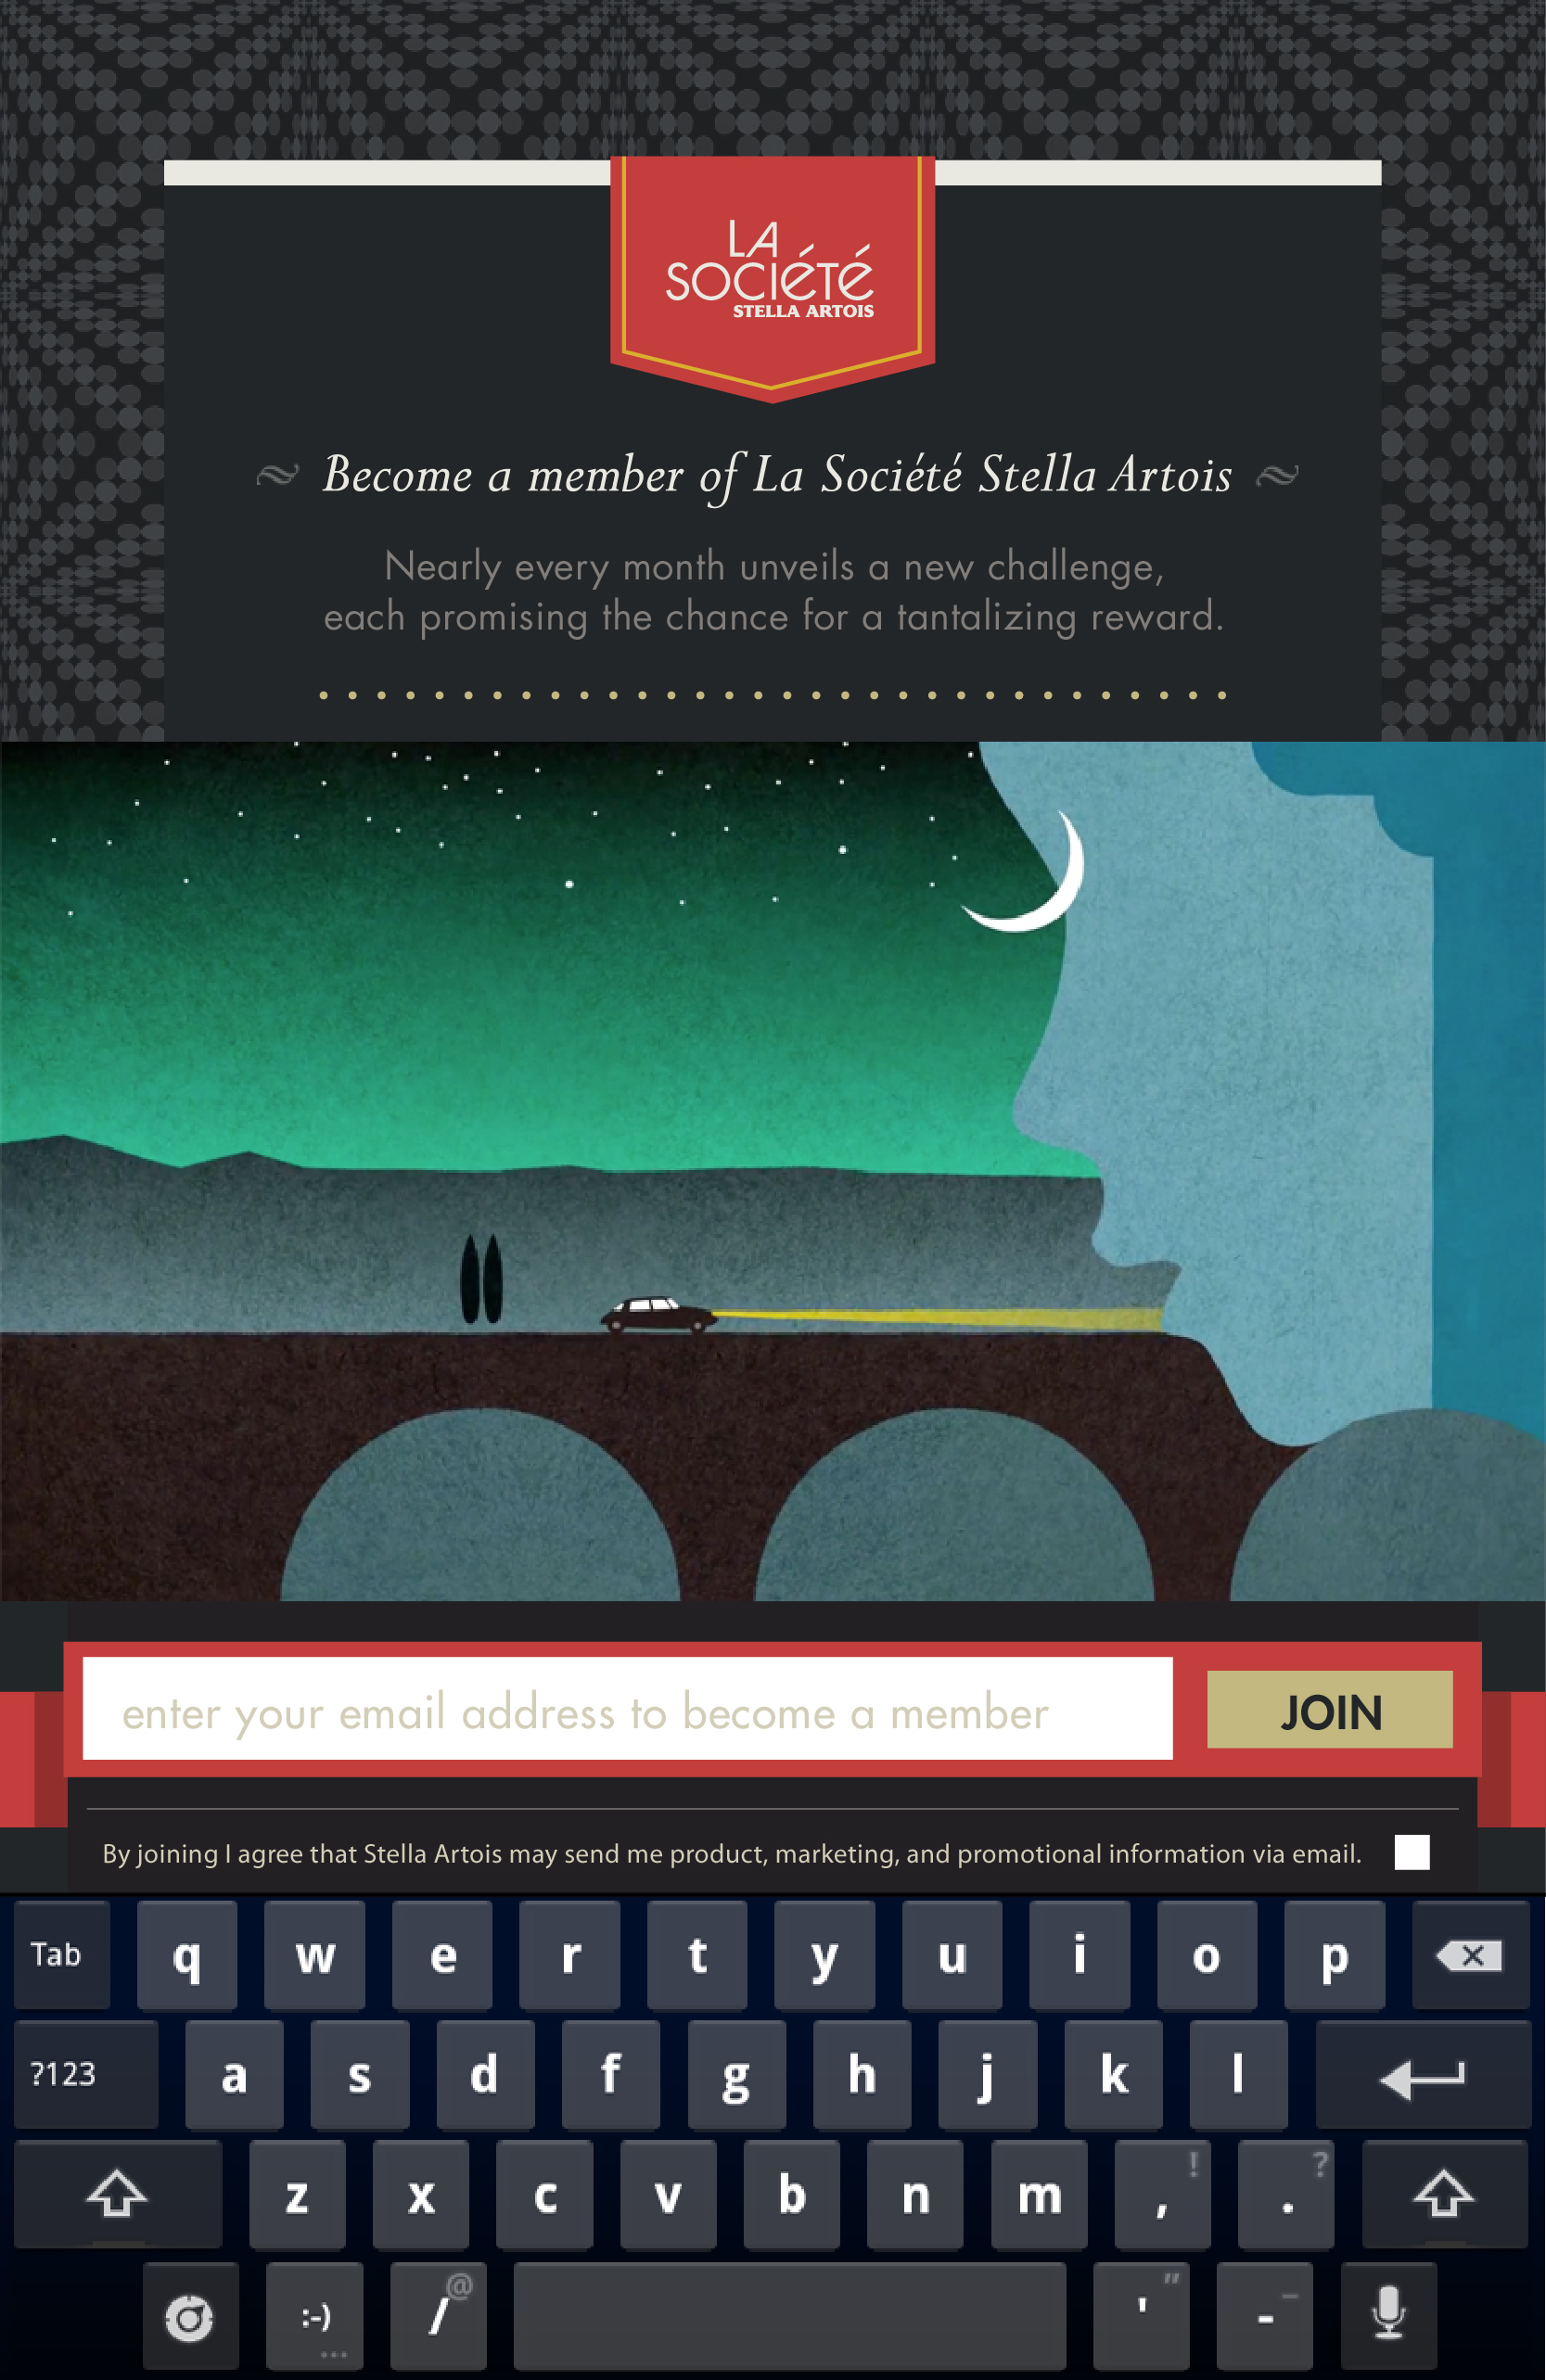 LA
société
STELLA ARTOIS
Become a member of La Société Stella Artois
Nearly every month unveils a new challenge,
each promising the chance for a tantalizing reward.
enter your email address to become a member
JOIN
By joining I agree that Stella Artois may send me product, marketing, and promotional information via email.
Tab q w e r t y u i o p
?123 a s d f g h j k l
z x c v b n m , ! . ?
:-) ... / @ ' " - _